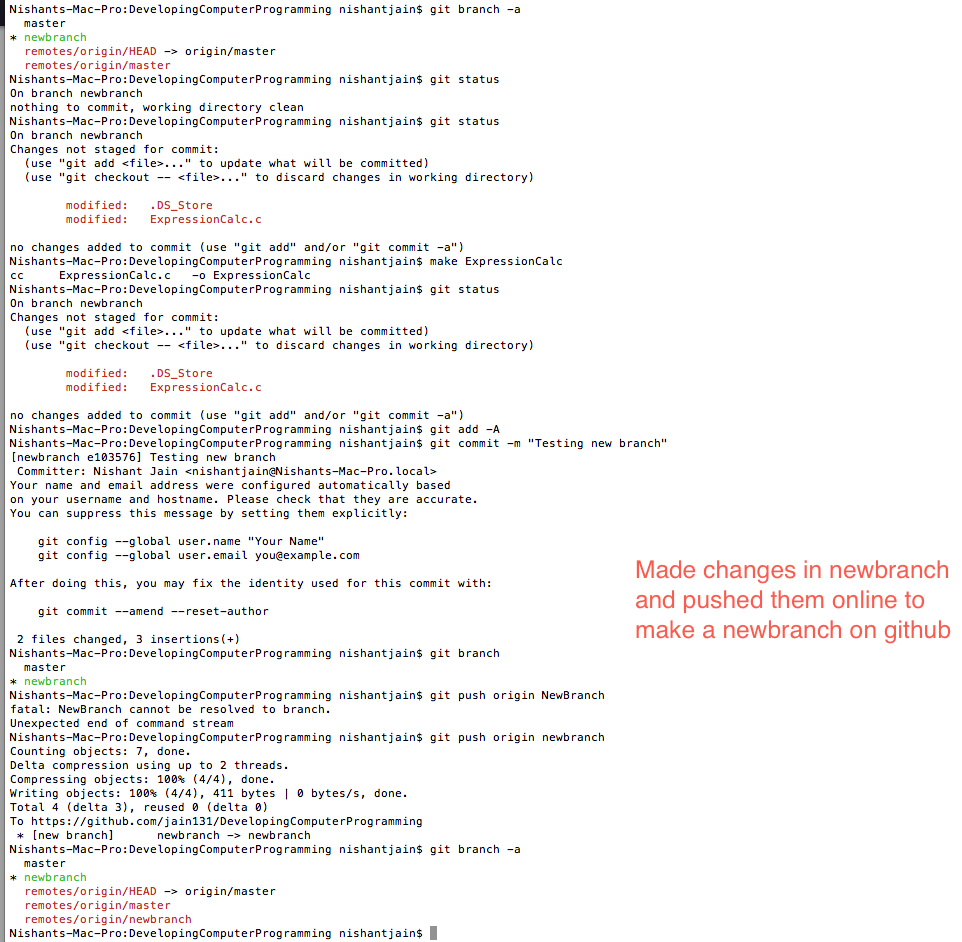 Nishants-Mac-Pro:DevelopingComputerProgramming nishantjain$ git branch -a
  master
* newbranch
  remotes/origin/HEAD -> origin/master
  remotes/origin/master
Nishants-Mac-Pro:DevelopingComputerProgramming nishantjain$ git status
On branch newbranch
nothing to commit, working directory clean
Nishants-Mac-Pro:DevelopingComputerProgramming nishantjain$ git status
On branch newbranch
Changes not staged for commit:
  (use "git add <file>..." to update what will be committed)
  (use "git checkout -- <file>..." to discard changes in working directory)
        modified:   .DS_Store
        modified:   ExpressionCalc.c
no changes added to commit (use "git add" and/or "git commit -a")
Nishants-Mac-Pro:DevelopingComputerProgramming nishantjain$ make ExpressionCalc
cc     ExpressionCalc.c   -o ExpressionCalc
Nishants-Mac-Pro:DevelopingComputerProgramming nishantjain$ git status
On branch newbranch
Changes not staged for commit:
  (use "git add <file>..." to update what will be committed)
  (use "git checkout -- <file>..." to discard changes in working directory)
        modified:   .DS_Store
        modified:   ExpressionCalc.c
no changes added to commit (use "git add" and/or "git commit -a")
Nishants-Mac-Pro:DevelopingComputerProgramming nishantjain$ git add -A
Nishants-Mac-Pro:DevelopingComputerProgramming nishantjain$ git commit -m "Testing new branch"
[newbranch e103576] Testing new branch
 Committer: Nishant Jain <nishantjain@Nishants-Mac-Pro.local>
Your name and email address were configured automatically based
on your username and hostname. Please check that they are accurate.
You can suppress this message by setting them explicitly:
    git config --global user.name "Your Name"
    git config --global user.email you@example.com
After doing this, you may fix the identity used for this commit with:
    git commit --amend --reset-author
 2 files changed, 3 insertions(+)
Nishants-Mac-Pro:DevelopingComputerProgramming nishantjain$ git branch
  master
* newbranch
Nishants-Mac-Pro:DevelopingComputerProgramming nishantjain$ git push origin NewBranch
fatal: NewBranch cannot be resolved to branch.
Unexpected end of command stream
Nishants-Mac-Pro:DevelopingComputerProgramming nishantjain$ git push origin newbranch
Counting objects: 7, done.
Delta compression using up to 2 threads.
Compressing objects: 100% (4/4), done.
Writing objects: 100% (4/4), 411 bytes | 0 bytes/s, done.
Total 4 (delta 3), reused 0 (delta 0)
To https://github.com/jain131/DevelopingComputerProgramming
 * [new branch]      newbranch -> newbranch
Nishants-Mac-Pro:DevelopingComputerProgramming nishantjain$ git branch -a
  master
* newbranch
  remotes/origin/HEAD -> origin/master
  remotes/origin/master
  remotes/origin/newbranch
Nishants-Mac-Pro:DevelopingComputerProgramming nishantjain$
Made changes in newbranch
and pushed them online to
make a newbranch on github